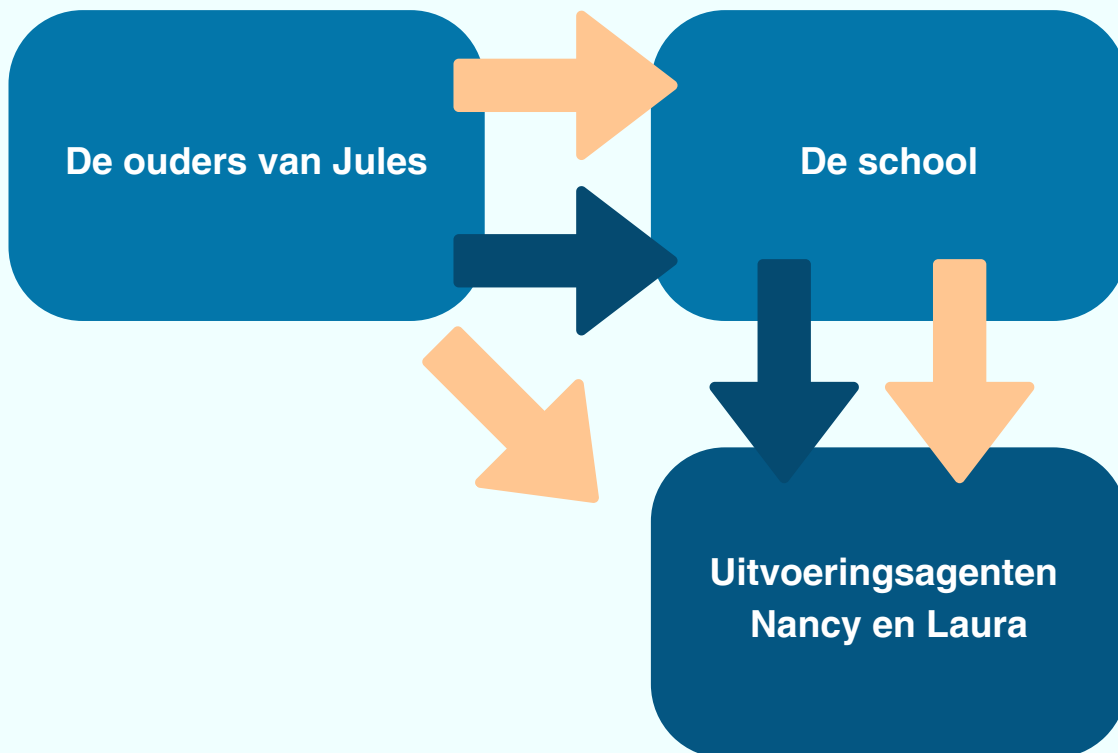 De ouders van Jules
De school
Uitvoeringsagenten
Nancy en Laura